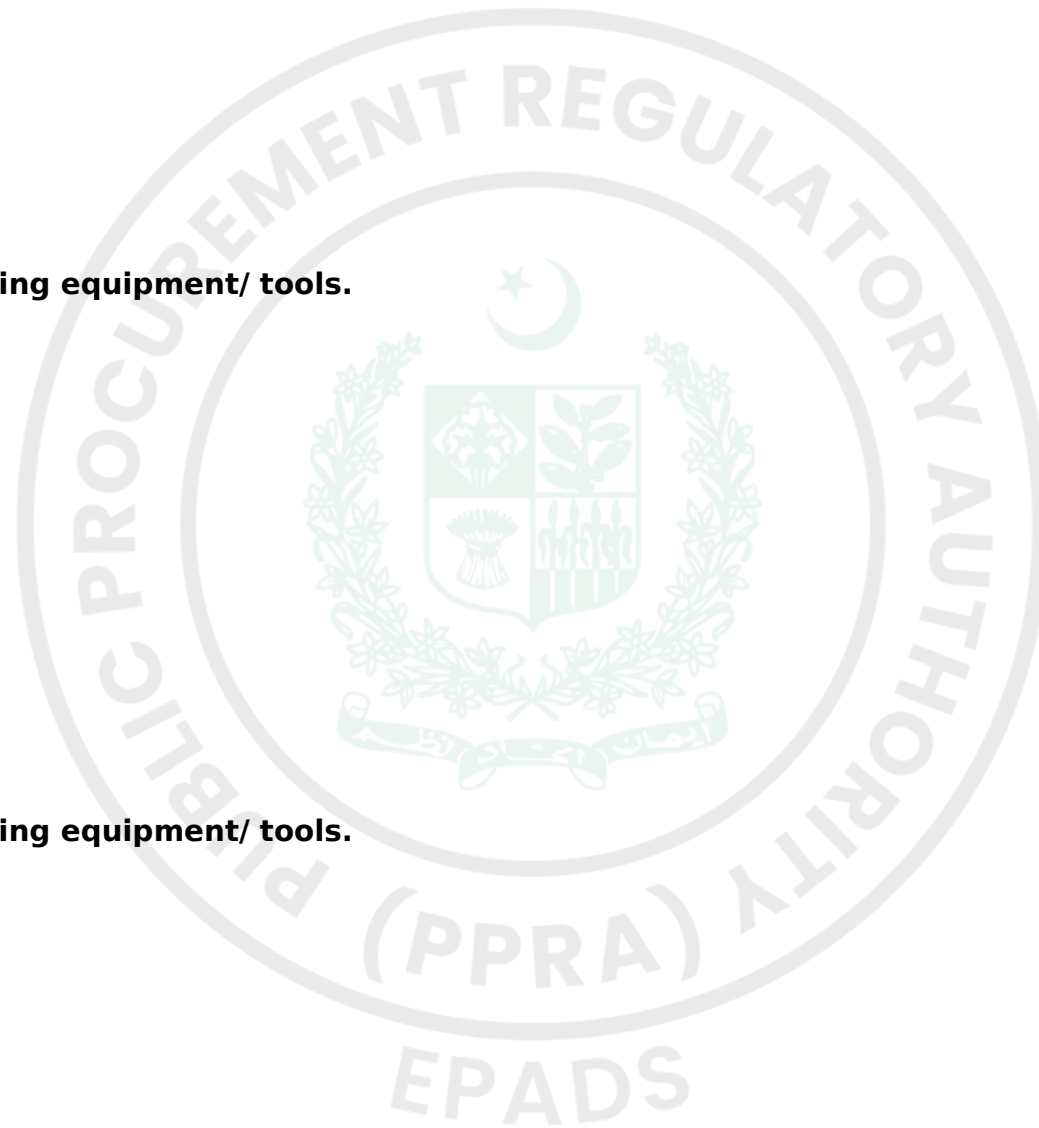 PUBLIC PROCUREMENT REGULATORY AUTHORITY
ing equipment/ tools.
ing equipment/ tools.
(PPRA)
EPADS